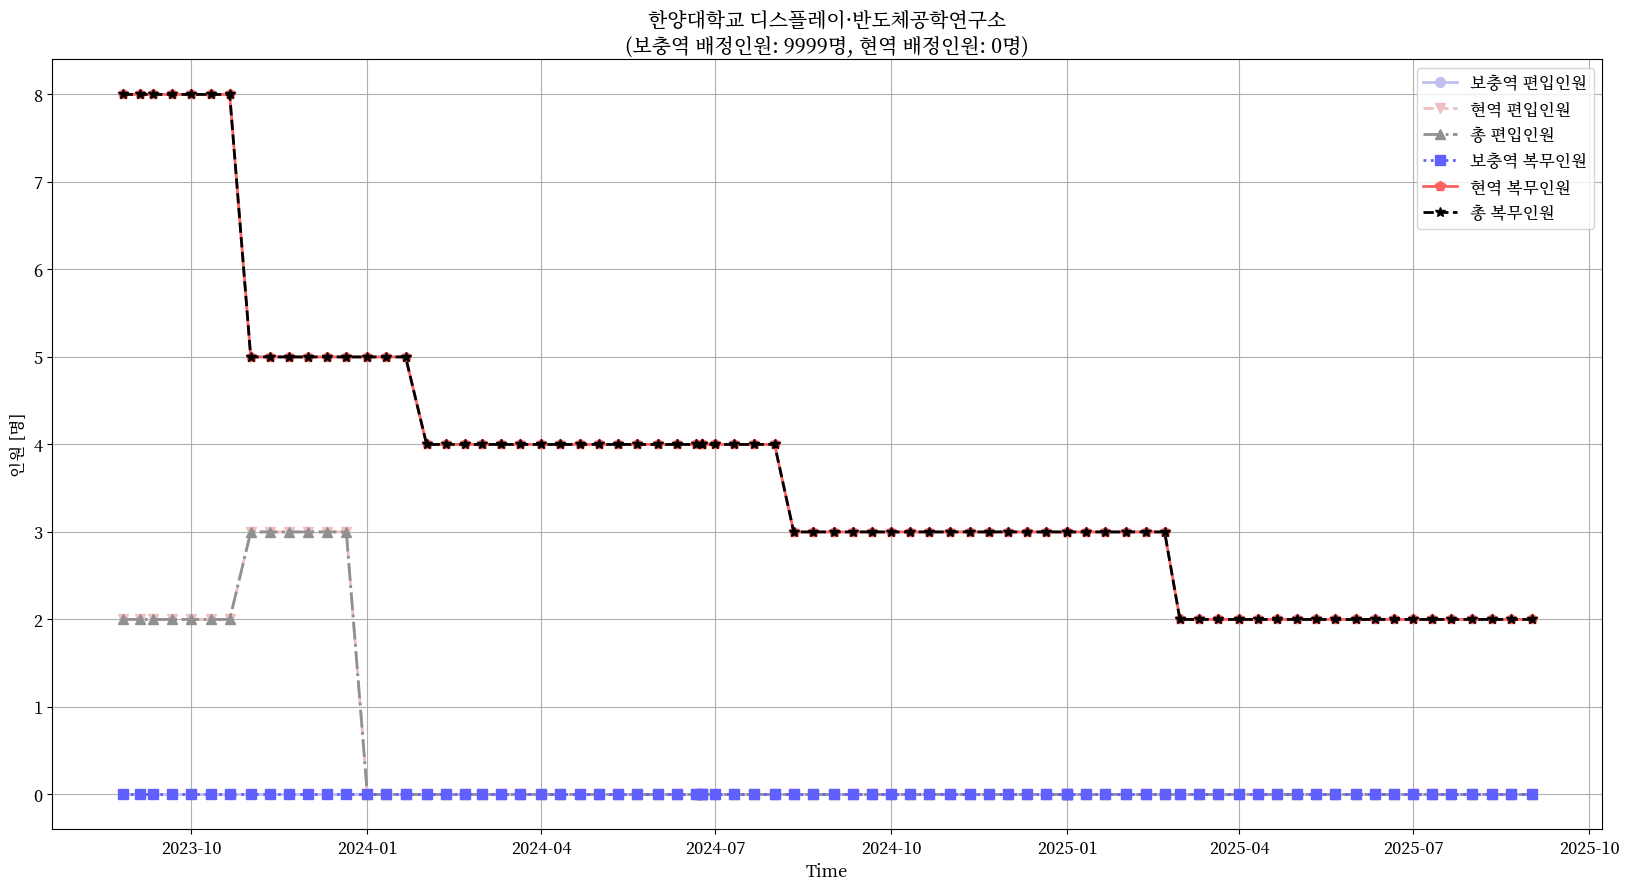 한양대학교 디스플레이·반도체공학연구소
(보충역 배정인원: 9999명, 현역 배정인원: 0명)
보충역 편입인원
현역 편입인원
총 편입인원
보충역 복무인원
현역 복무인원
총 복무인원
인원 [명]
8
7
6
5
4
3
2
1
0
2023-10
2024-01
2024-04
2024-07
2024-10
2025-01
2025-04
2025-07
2025-10
Time